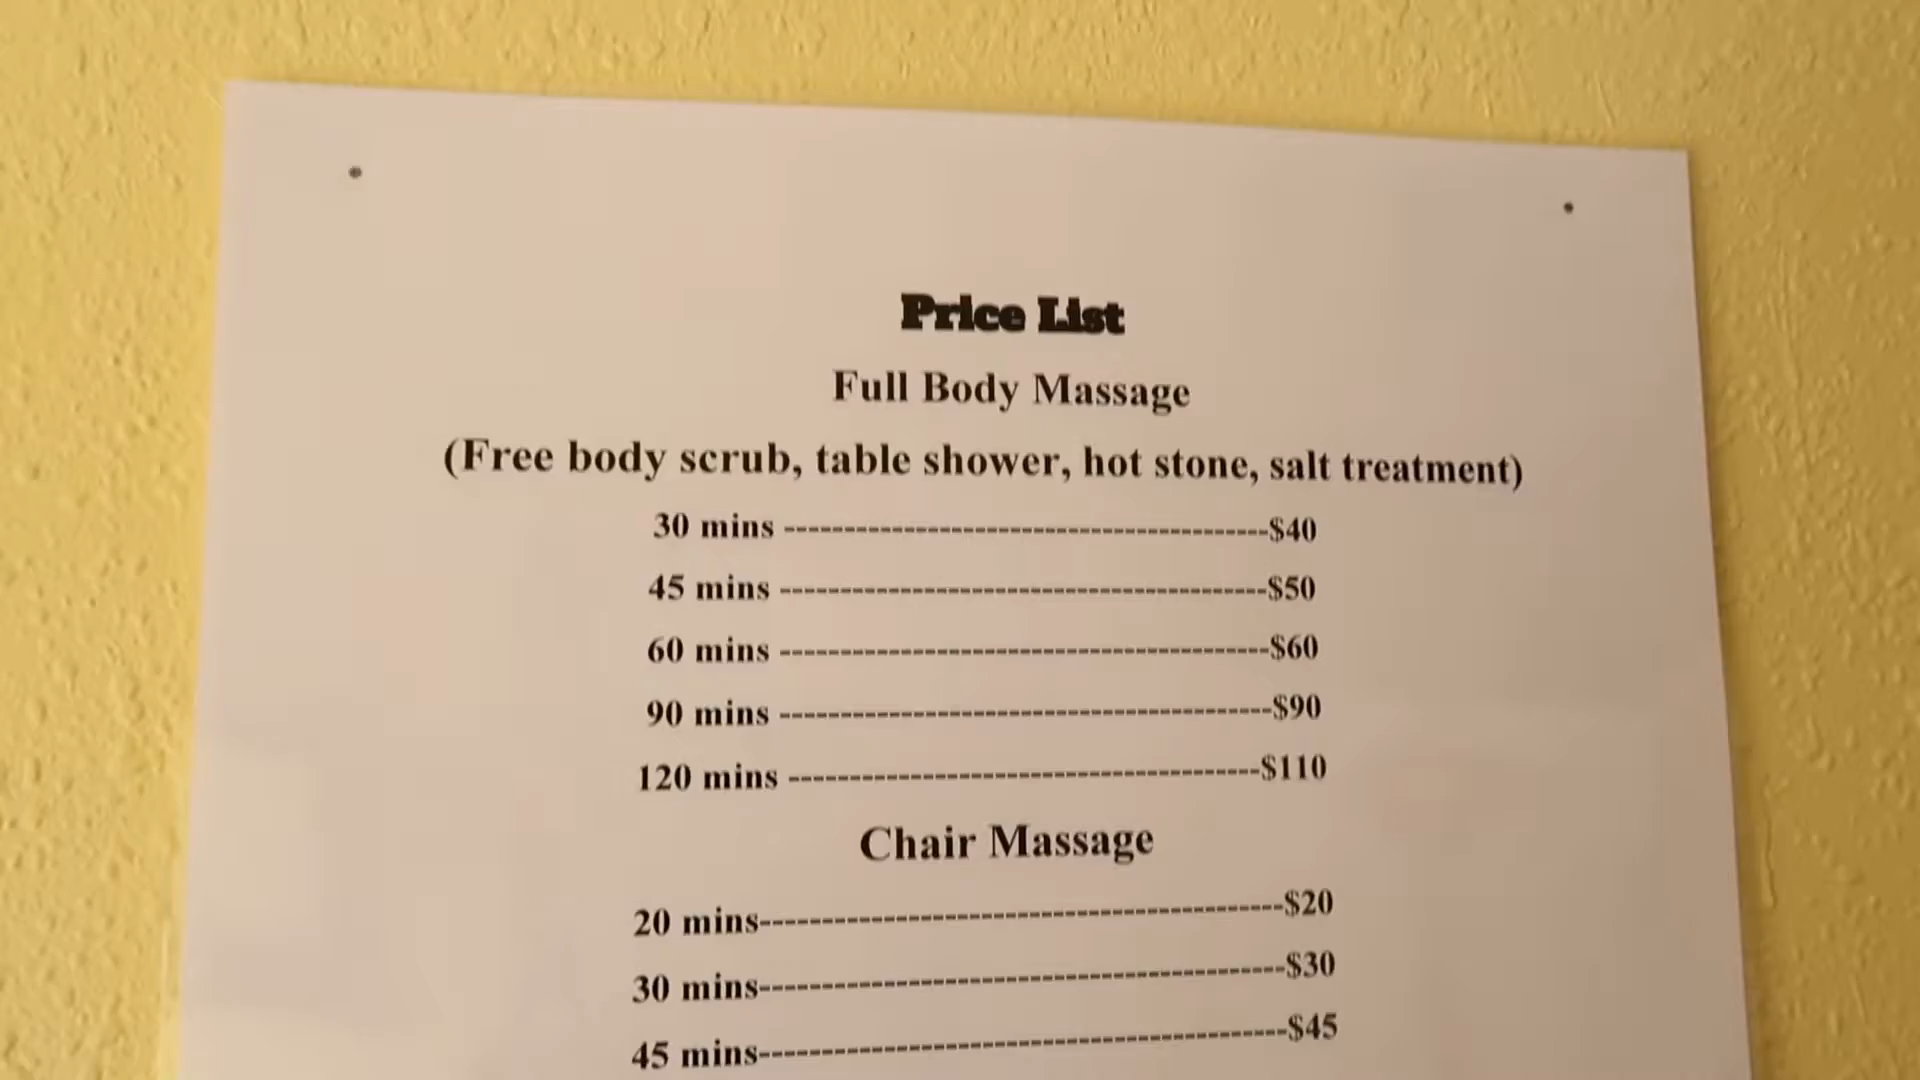 Price List
Full Body Massage
(Free body scrub, table shower, hot stone, salt treatment)
30 mins ------------------------------------------------$40
45 mins ------------------------------------------------$50
60 mins ------------------------------------------------$60
90 mins ------------------------------------------------$90
120 mins -----------------------------------------------$110
Chair Massage
20 mins----------------------------------------------------$20
30 mins----------------------------------------------------$30
45 mins----------------------------------------------------$45